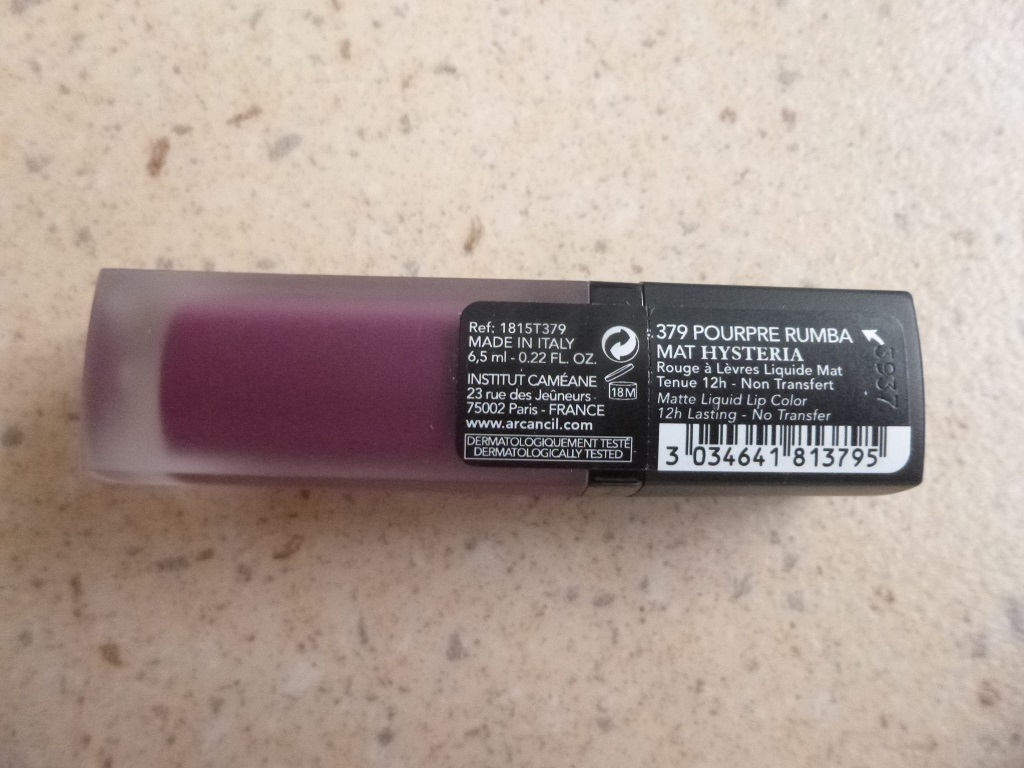 Ref: 1815T379
MADE IN ITALY
6,5 ml - 0.22 FL. OZ.
INSTITUT CAMÉANE
23 rue des Jeûneurs
75002 Paris - FRANCE
www.arcancil.com
DERMATOLOGIQUEMENT TESTÉ
DERMATOLOGICALLY TESTED
18M
379 POURPRE RUMBA
MAT HYSTERIA
Rouge à Lèvres Liquide Mat
Tenue 12h - Non Transfert
Matte Liquid Lip Color
12h Lasting - No Transfer
3 034641 813795